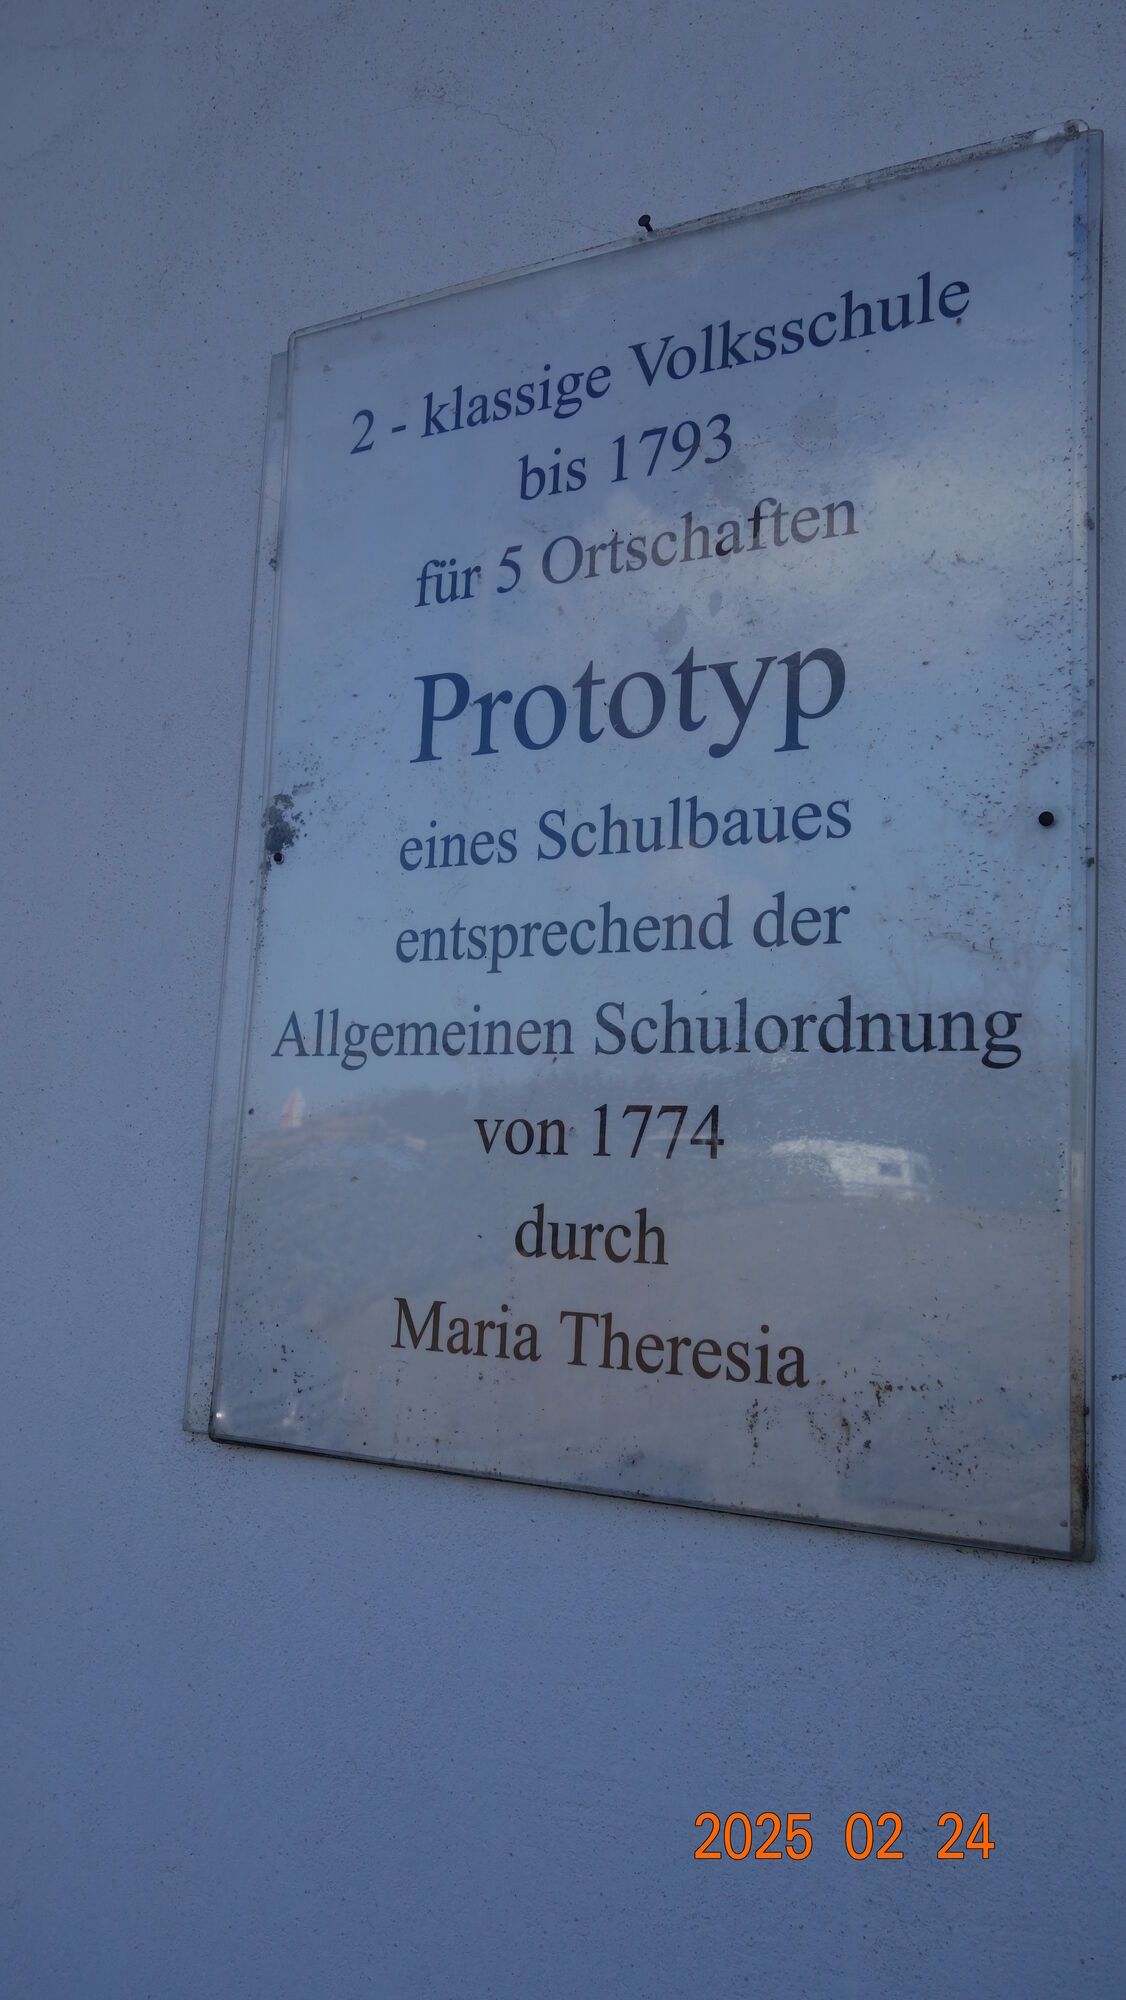 2 - klassige Volksschule
bis 1793
für 5 Ortschaften
Prototyp
eines Schulbaues
entsprechend der
Allgemeinen Schulordnung
von 1774
durch
Maria Theresia
2025 02 24